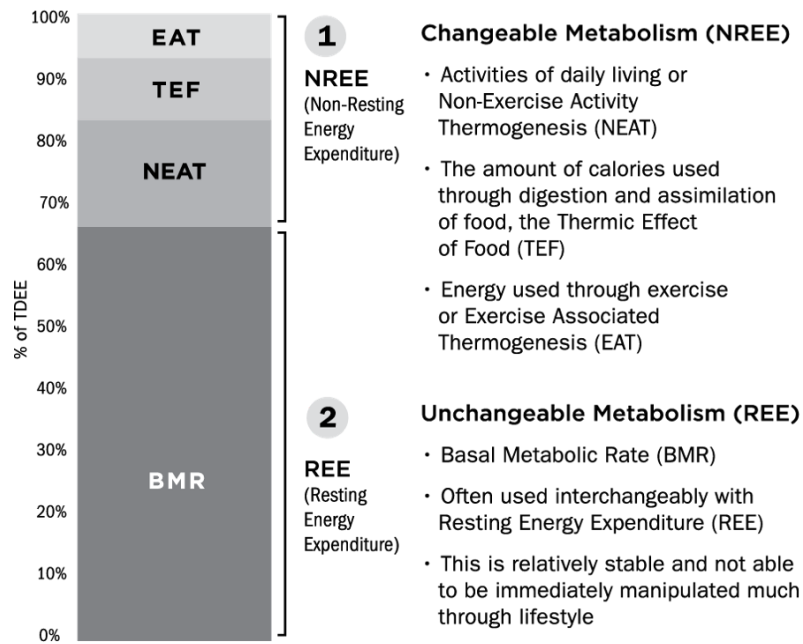 100%
90%
80%
70%
60%
50%
40%
30%
20%
10%
0%
% of TDEE
EAT
TEF
NEAT
BMR
1
NREE
(Non-Resting
Energy
Expenditure)
Changeable Metabolism (NREE)
· Activities of daily living or
Non-Exercise Activity
Thermogenesis (NEAT)
· The amount of calories used
through digestion and assimilation
of food, the Thermic Effect
of Food (TEF)
· Energy used through exercise
or Exercise Associated
Thermogenesis (EAT)
2
REE
(Resting
Energy
Expenditure)
Unchangeable Metabolism (REE)
· Basal Metabolic Rate (BMR)
· Often used interchangeably with
Resting Energy Expenditure (REE)
· This is relatively stable and not able
to be immediately manipulated much
through lifestyle